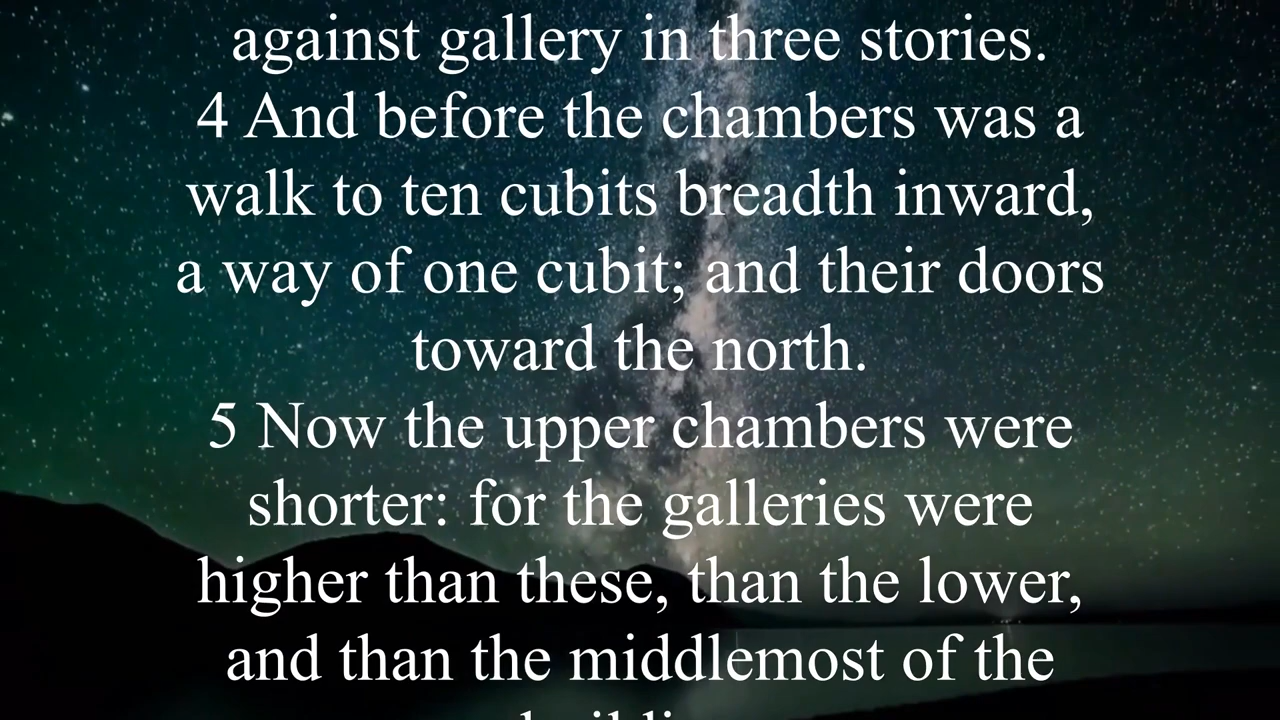 against gallery in three stories.
4 And before the chambers was a
walk to ten cubits breadth inward,
a way of one cubit; and their doors
toward the north.
5 Now the upper chambers were
shorter: for the galleries were
higher than these, than the lower,
and than the middlemost of the